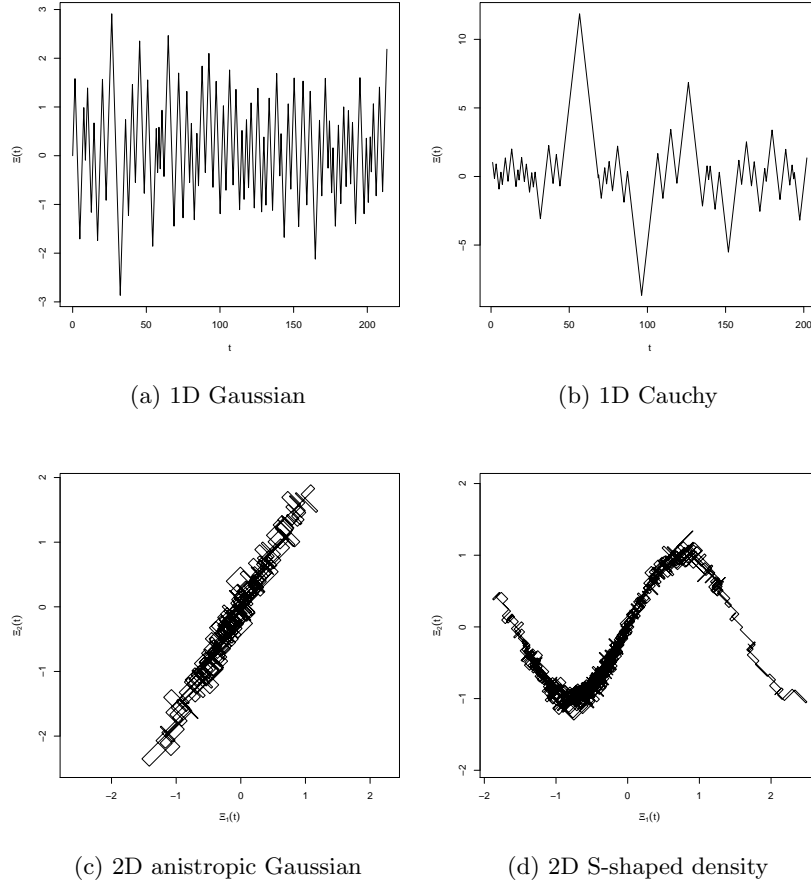 3
2
1
0
−1
−2
−3
Ξ(t)
0 50 100 150 200
t
(a) 1D Gaussian
10
5
0
−5
Ξ(t)
0 50 100 150 200
t
(b) 1D Cauchy
2
1
0
−1
−2
Ξ₂(t)
−2 −1 0 1 2
Ξ₁(t)
(c) 2D anistropic Gaussian
2
1
0
−1
−2
Ξ₂(t)
−2 −1 0 1 2
Ξ₁(t)
(d) 2D S-shaped density